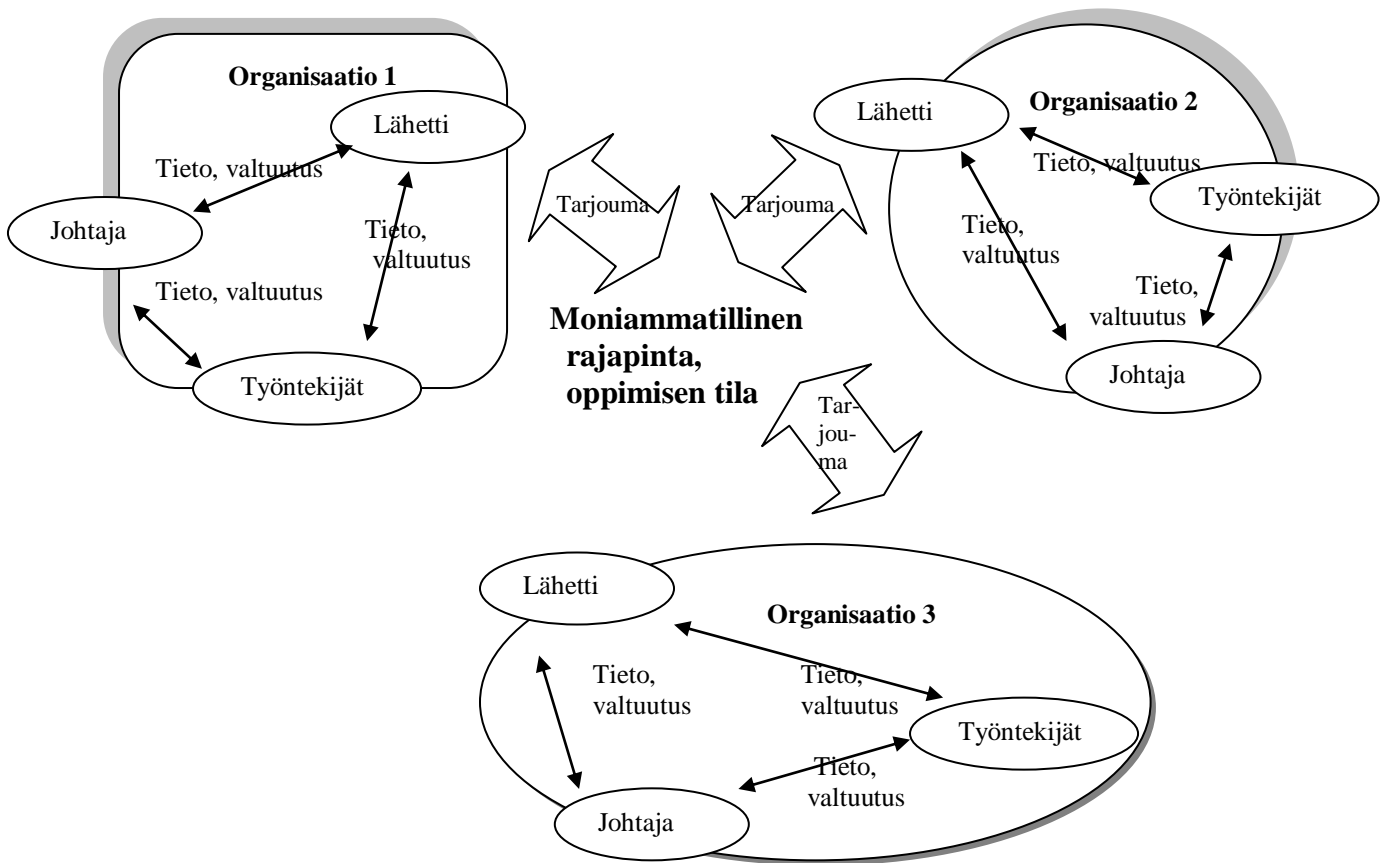 Organisaatio 1
Lähetti
Tieto, valtuutus
Johtaja
Tieto,
valtuutus
Tieto, valtuutus
Työntekijät
Tarjouma
Tarjouma
Lähetti
Organisaatio 2
Tieto, valtuutus
Työntekijät
Tieto,
valtuutus
Tieto,
valtuutus
Johtaja
Moniammatillinen
rajapinta,
oppimisen tila
Tar-
jou-
ma
Lähetti
Organisaatio 3
Tieto,
valtuutus
Tieto,
valtuutus
Työntekijät
Tieto,
valtuutus
Johtaja